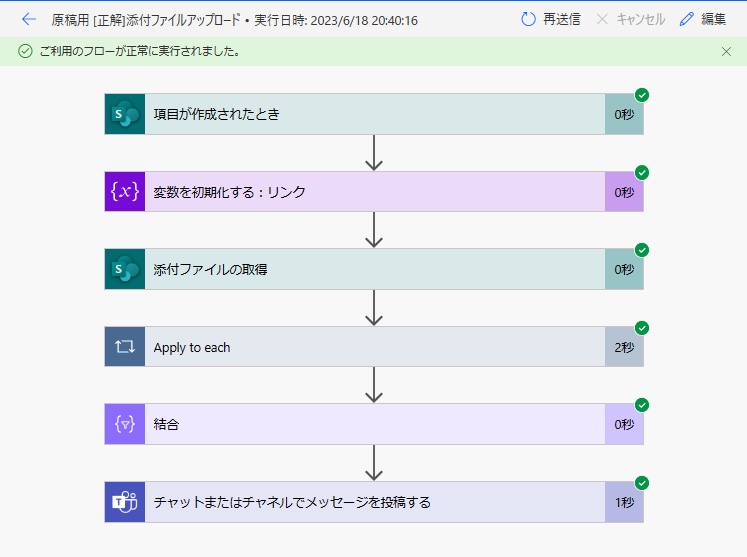 原稿用 [正解]添付ファイルアップロード • 実行日時: 2023/6/18 20:40:16
再送信
キャンセル
編集
ご利用のフローが正常に実行されました。
項目が作成されたとき
0秒
{x}
変数を初期化する：リンク
0秒
添付ファイルの取得
0秒
Apply to each
2秒
結合
0秒
チャットまたはチャネルでメッセージを投稿する
1秒